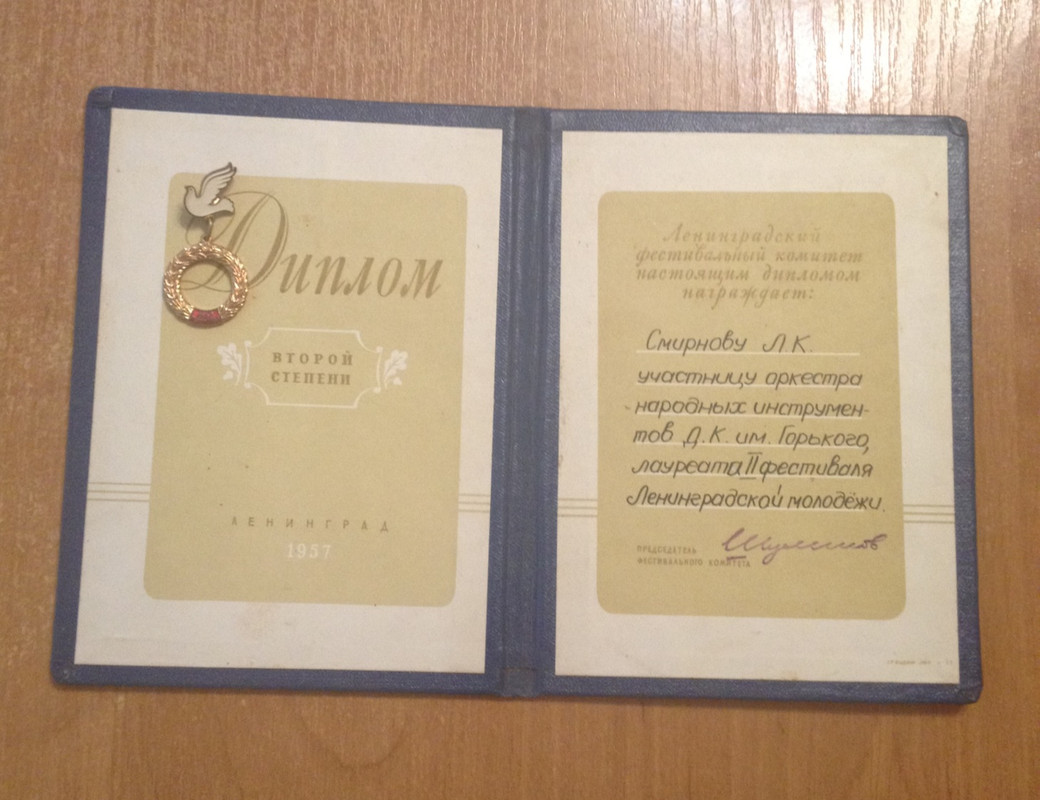 Диплом
ВТОРОЙ
СТЕПЕНИ
ЛЕНИНГРАД
1957
Ленинградский
фестивальный комитет
настоящим дипломом
награждает:
Смирнову Л.К.
участницу аркестра
народных инструмен-
тов Д.К. им. Горького,
лауреата II фестиваля
Ленинградской молодёжи.
ПРЕДСЕДАТЕЛЬ
ФЕСТИВАЛЬНОГО КОМИТЕТА